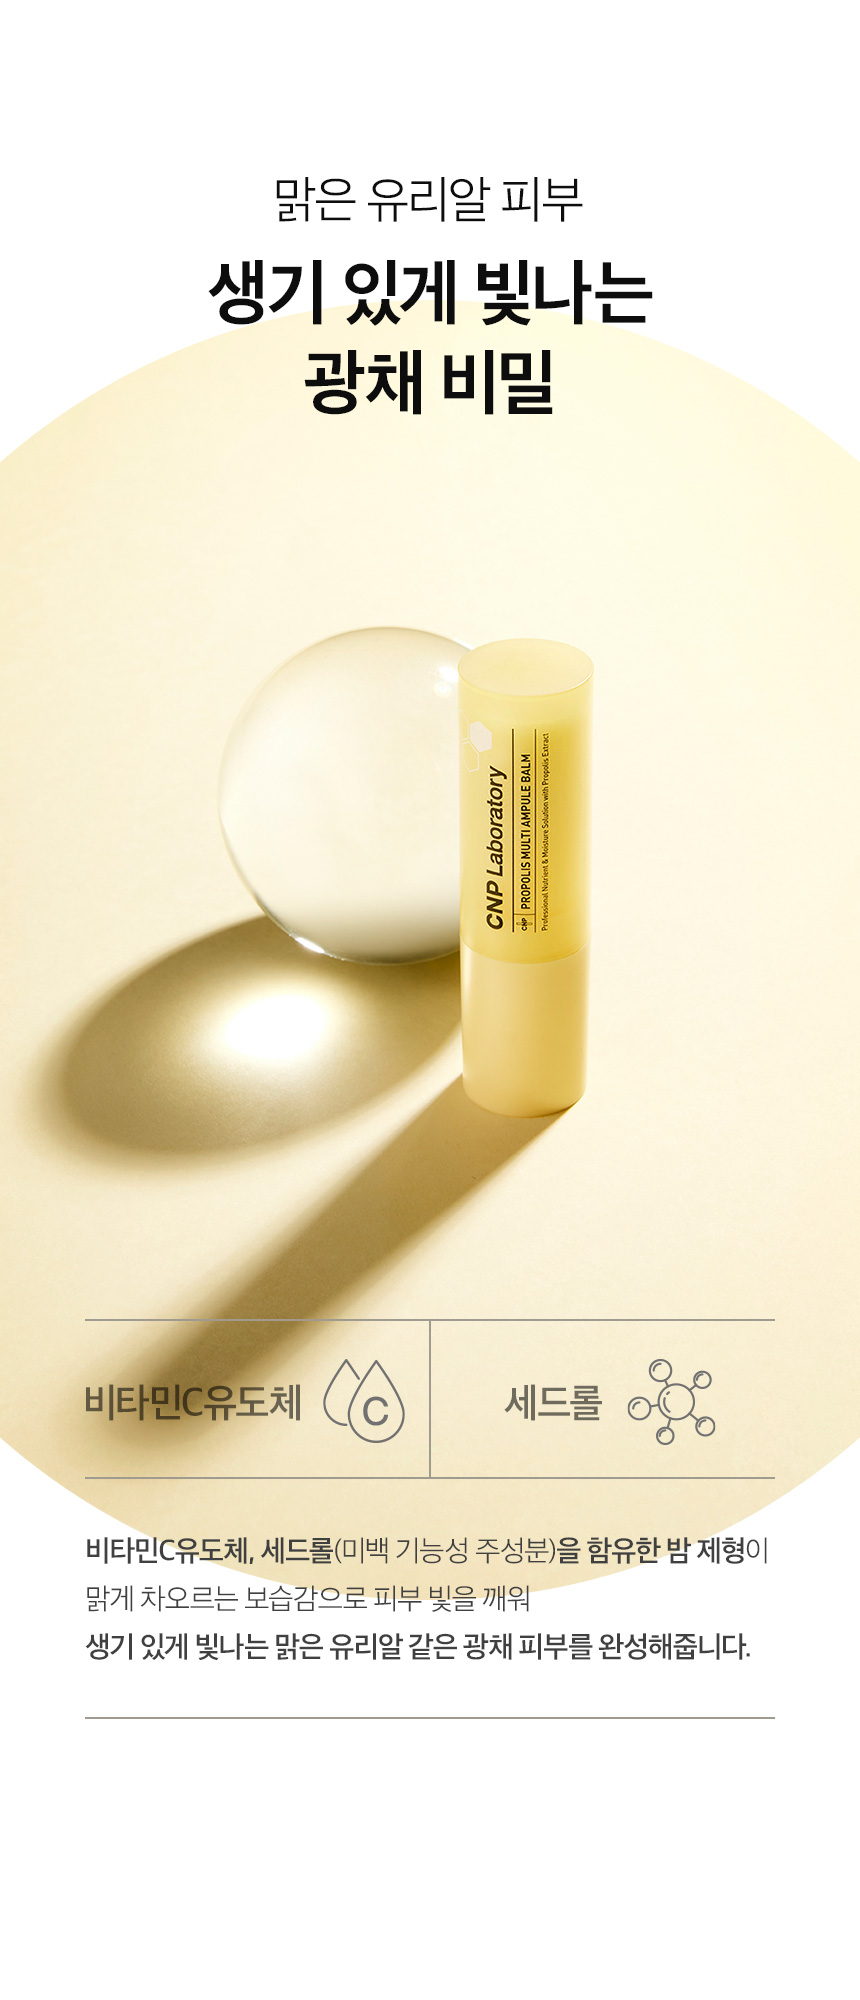 맑은 유리알 피부
생기 있게 빛나는
광채 비밀
CNP Laboratory
CNP PROPOLIS MULTI AMPULE BALM
Professional Nutrient & Moisture Solution with Propolis Extract
비타민C유도체
C
세드롤
비타민C유도체, 세드롤(미백 기능성 주성분)을 함유한 밤 제형이
맑게 차오르는 보습감으로 피부 빛을 깨워
생기 있게 빛나는 맑은 유리알 같은 광채 피부를 완성해줍니다.